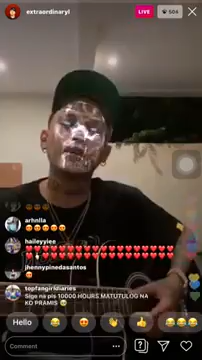 extraordinaryl
LIVE
504
arhnlla
haileyyiee
jhennypinedasantos
topfangirldiaries
Sige na pls 10000 HOURS MATUTULOG NA
KO PRAMIS
Hello
Comment